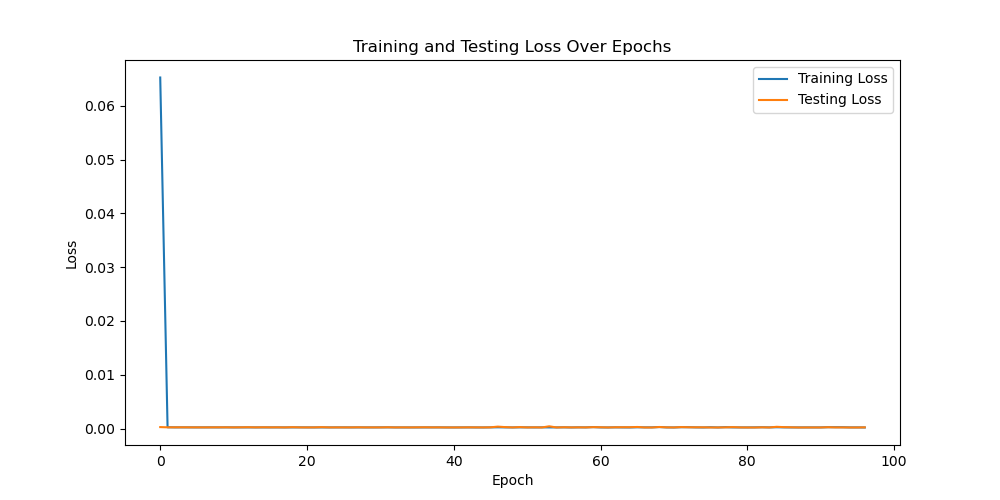 Training and Testing Loss Over Epochs
Training Loss
Testing Loss
0.06
0.05
0.04
0.03
0.02
0.01
0.00
Loss
0 20 40 60 80 100
Epoch